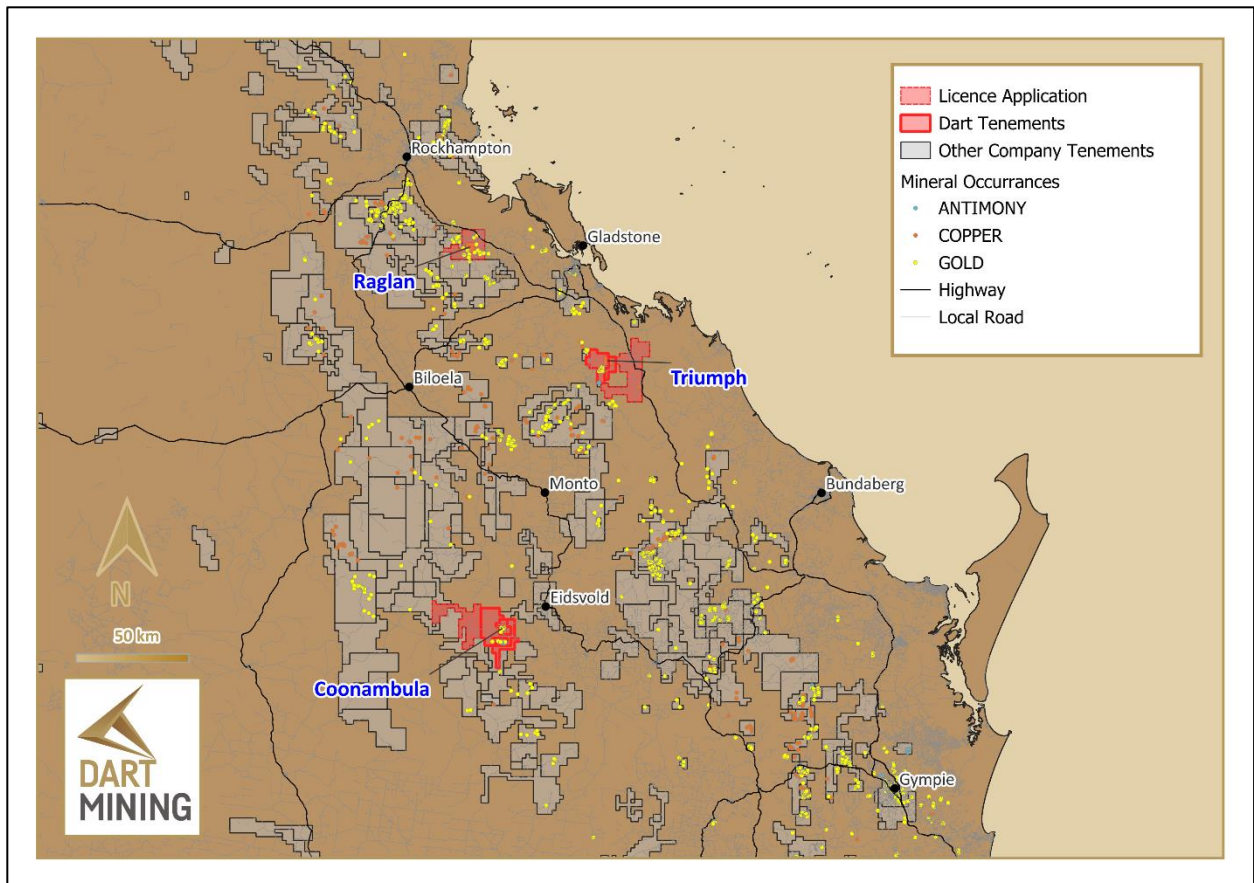 Licence Application
Dart Tenements
Other Company Tenements
Mineral Occurrances
ANTIMONY
COPPER
GOLD
Highway
Local Road
Rockhampton
Gladstone
Raglan
Triumph
Biloela
Monto
Bundaberg
Eidsvold
Coonambula
Gympie
N
50 km
DART
MINING